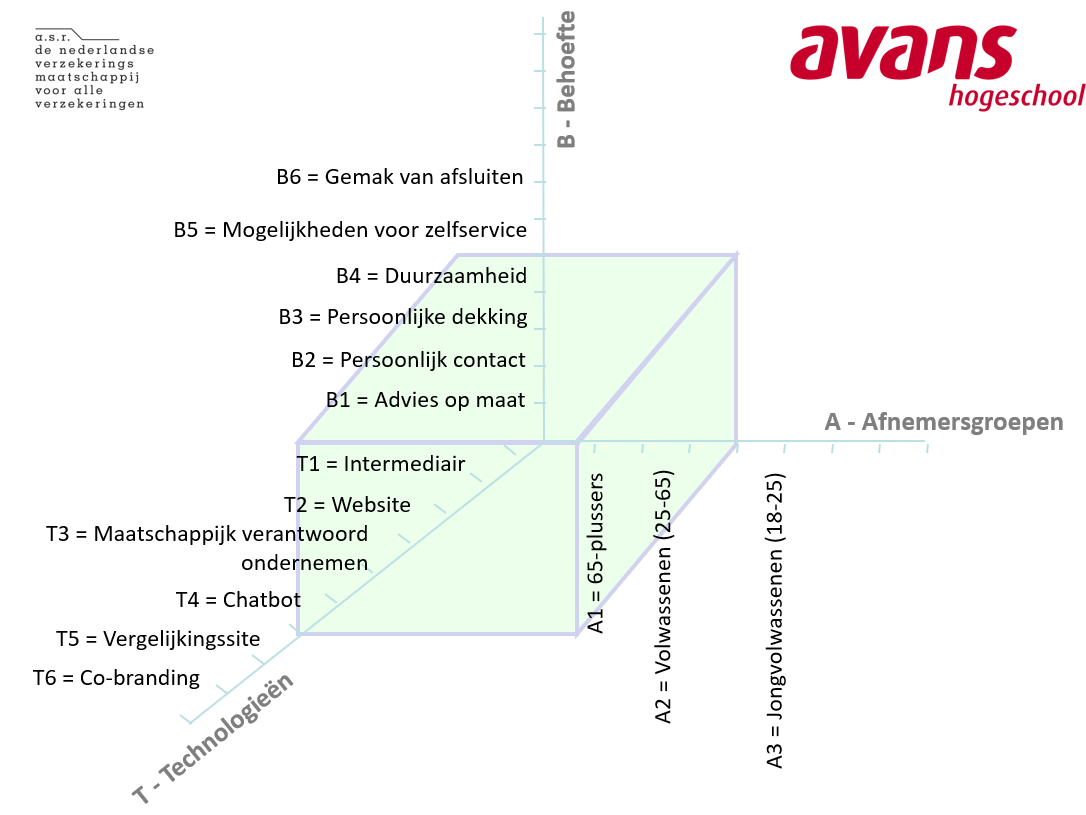 a.s.r.
de nederlandse
verzekerings
maatschappij
voor alle
verzekeringen
avans
hogeschool
B - Behoefte
B6 = Gemak van afsluiten
B5 = Mogelijkheden voor zelfservice
B4 = Duurzaamheid
B3 = Persoonlijke dekking
B2 = Persoonlijk contact
B1 = Advies op maat
A - Afnemersgroepen
T1 = Intermediair
T2 = Website
T3 = Maatschappijk verantwoord
ondernemen
T4 = Chatbot
T5 = Vergelijkingssite
T6 = Co-branding
T - Technologieën
A1 = 65-plussers
A2 = Volwassenen (25-65)
A3 = Jongvolwassenen (18-25)